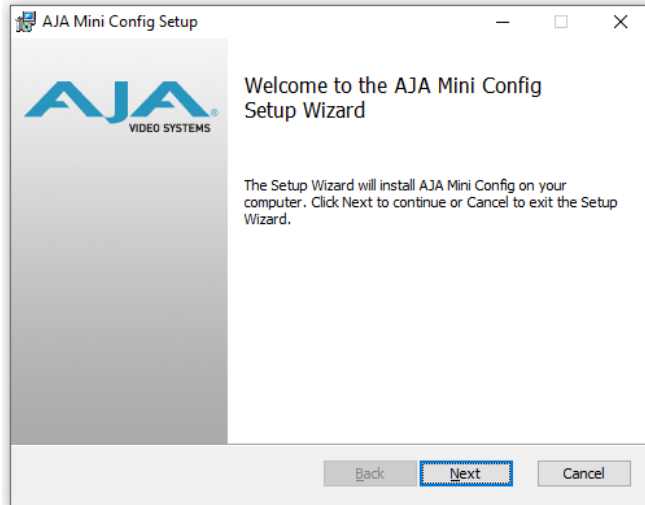 AJA Mini Config Setup
AJA
VIDEO SYSTEMS
Welcome to the AJA Mini Config
Setup Wizard
The Setup Wizard will install AJA Mini Config on your
computer. Click Next to continue or Cancel to exit the Setup
Wizard.
Back
Next
Cancel